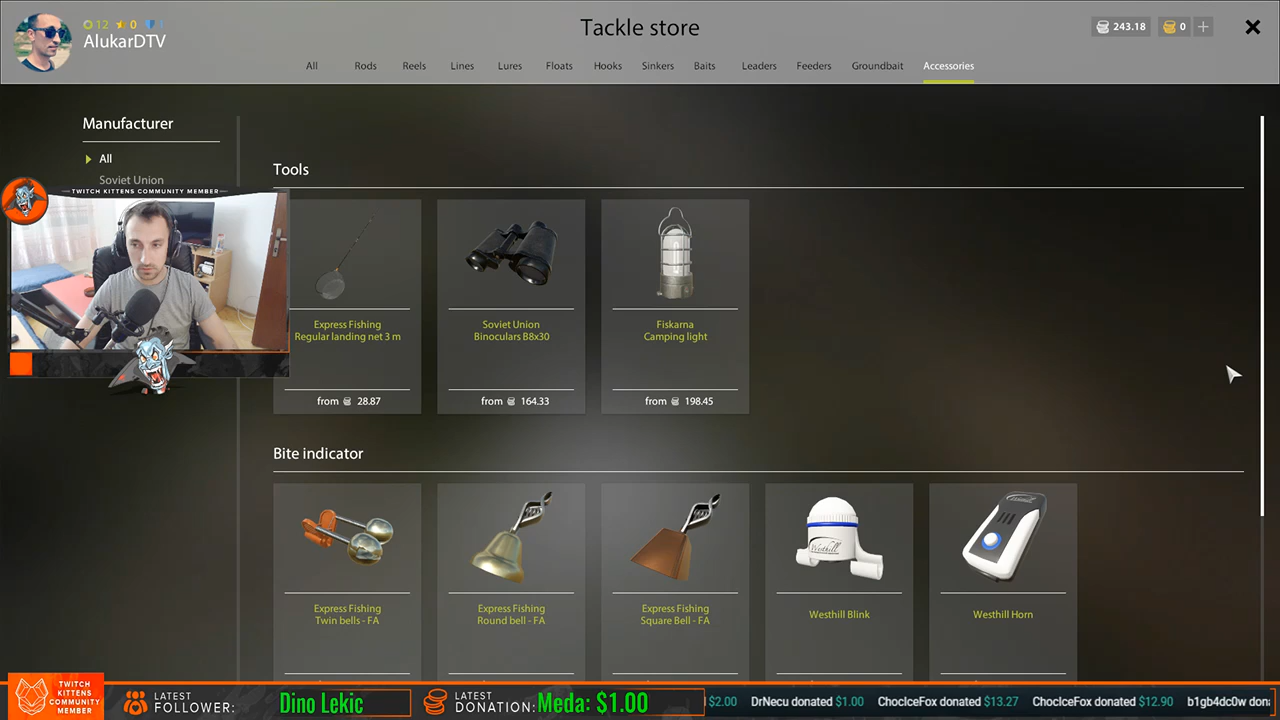 12 0 1
AlukarDTV
Tackle store
243.18 0 +
All Rods Reels Lines Lures Floats Hooks Sinkers Baits Leaders Feeders Groundbait Accessories
Manufacturer
All
Soviet Union
TWITCH KITTENS COMMUNITY MEMBER
Tools
Express Fishing
Regular landing net 3 m
from 28.87
Soviet Union
Binoculars B8x30
from 164.33
Fiskarna
Camping light
from 198.45
Bite indicator
Express Fishing
Twin bells - FA
Express Fishing
Round bell - FA
Express Fishing
Square Bell - FA
Westhill
Westhill Blink
Westhill Horn
TWITCH
KITTENS
COMMUNITY
MEMBER
LATEST
FOLLOWER:
Dino Lekic
LATEST
DONATION:
Meda: $1.00
$2.00 DrNecu donated $1.00 ChocIceFox donated $13.27 ChocIceFox donated $12.90 b1gb4dc0w